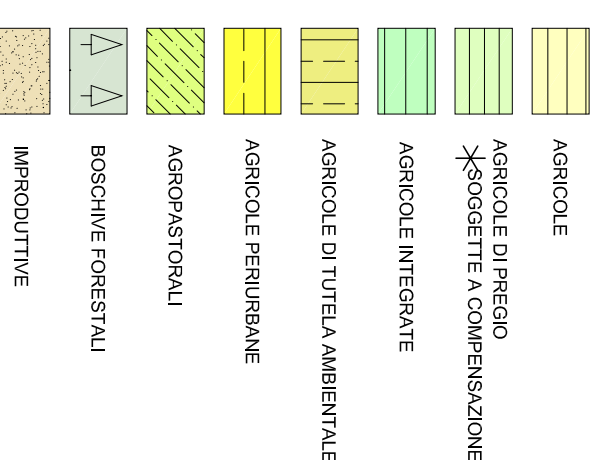 AGRICOLE
AGRICOLE DI PREGIO
SOGGETTE A COMPENSAZIONE
AGRICOLE INTEGRATE
AGRICOLE DI TUTELA AMBIENTALE
AGRICOLE PERIURBANE
AGROPASTORALI
BOSCHIVE FORESTALI
IMPRODUTTIVE